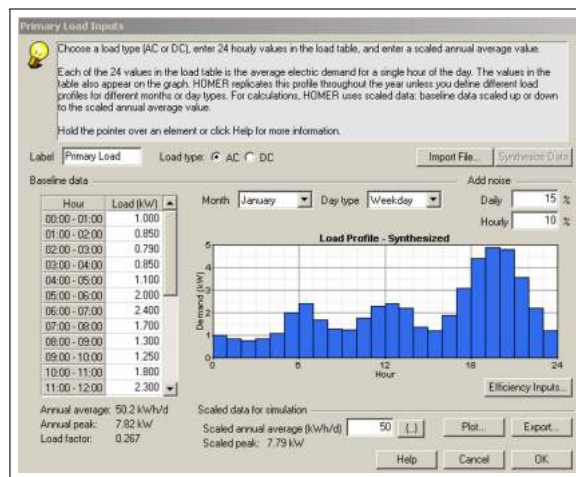 Primary Load Inputs
Choose a load type (AC or DC), enter 24 hourly values in the load table, and enter a scaled annual average value.
Each of the 24 values in the load table is the average electric demand for a single hour of the day. The values in the
table also appear on the graph. HOMER replicates this profile throughout the year unless you define different load
profiles for different months or day types. For calculations, HOMER uses scaled data: baseline data scaled up or down
to the scaled annual average value.
Hold the pointer over an element or click Help for more information.
Label Primary Load Load type: AC DC Import File... Synthesize Data
Baseline data Add noise
Month January Day type Weekday Daily 15 %
Hourly 10 %
Hour Load (kW)
00:00 - 01:00 1.000
01:00 - 02:00 0.850
02:00 - 03:00 0.790
03:00 - 04:00 0.850
04:00 - 05:00 1.100
05:00 - 06:00 2.000
06:00 - 07:00 2.400
07:00 - 08:00 1.700
08:00 - 09:00 1.300
09:00 - 10:00 1.250
10:00 - 11:00 1.800
11:00 - 12:00 2.300
Load Profile - Synthesized
Demand (kW)
5
4
3
2
1
0
0 6 12 18 24
Hour
Efficiency Inputs...
Annual average: 50.2 kWh/d
Annual peak: 7.82 kW
Load factor: 0.267
Scaled data for simulation
Scaled annual average (kWh/d) 50 {..} Plot... Export...
Scaled peak: 7.79 kW
Help Cancel OK